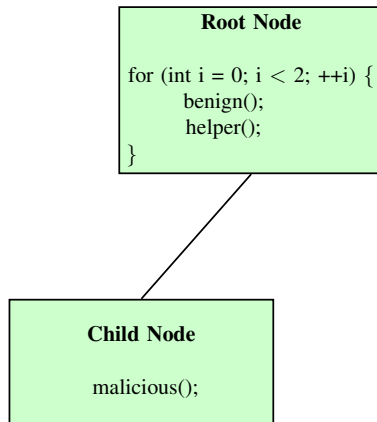 Root Node
for (int i = 0; i < 2; ++i) {
benign();
helper();
}
Child Node
malicious();